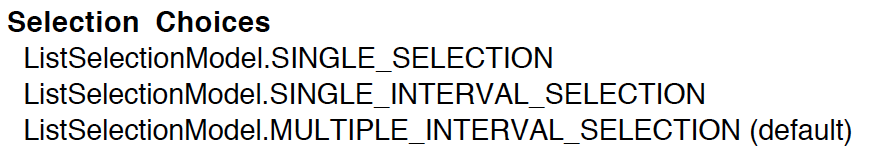 Selection Choices
ListSelectionModel.SINGLE_SELECTION
ListSelectionModel.SINGLE_INTERVAL_SELECTION
ListSelectionModel.MULTIPLE_INTERVAL_SELECTION (default)